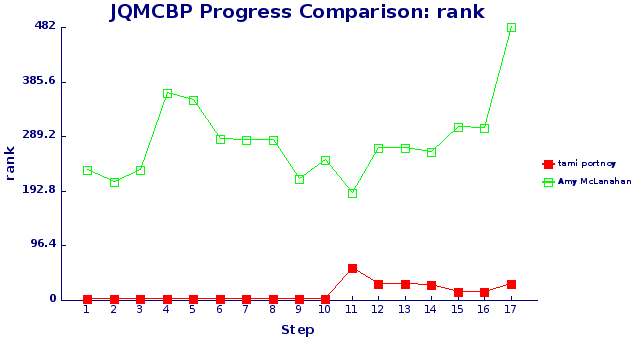 JQMCBP Progress Comparison: rank
482
385.6
289.2
192.8
96.4
0
rank
1 2 3 4 5 6 7 8 9 10 11 12 13 14 15 16 17
Step
tami portnoy
Amy McLanahan